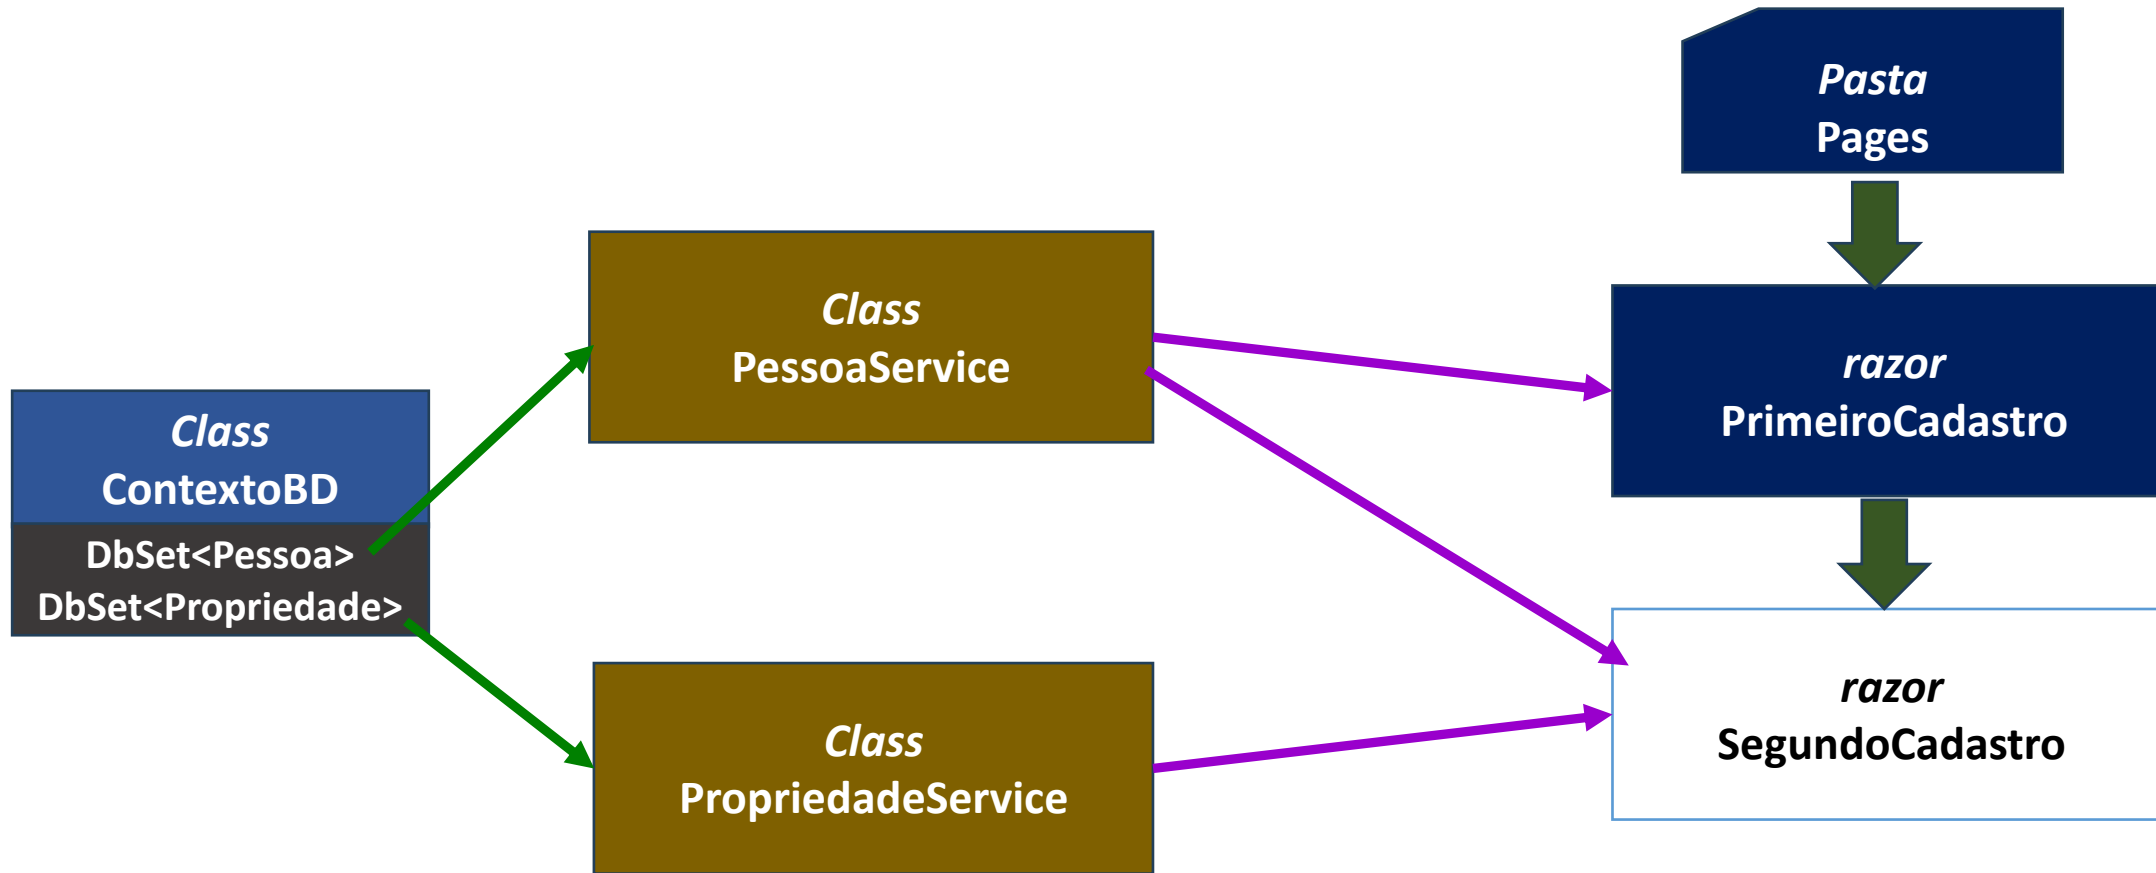 Pasta
Pages
Class
PessoaService
razor
PrimeiroCadastro
Class
ContextoBD
DbSet<Pessoa>
DbSet<Propriedade>
Class
PropriedadeService
razor
SegundoCadastro